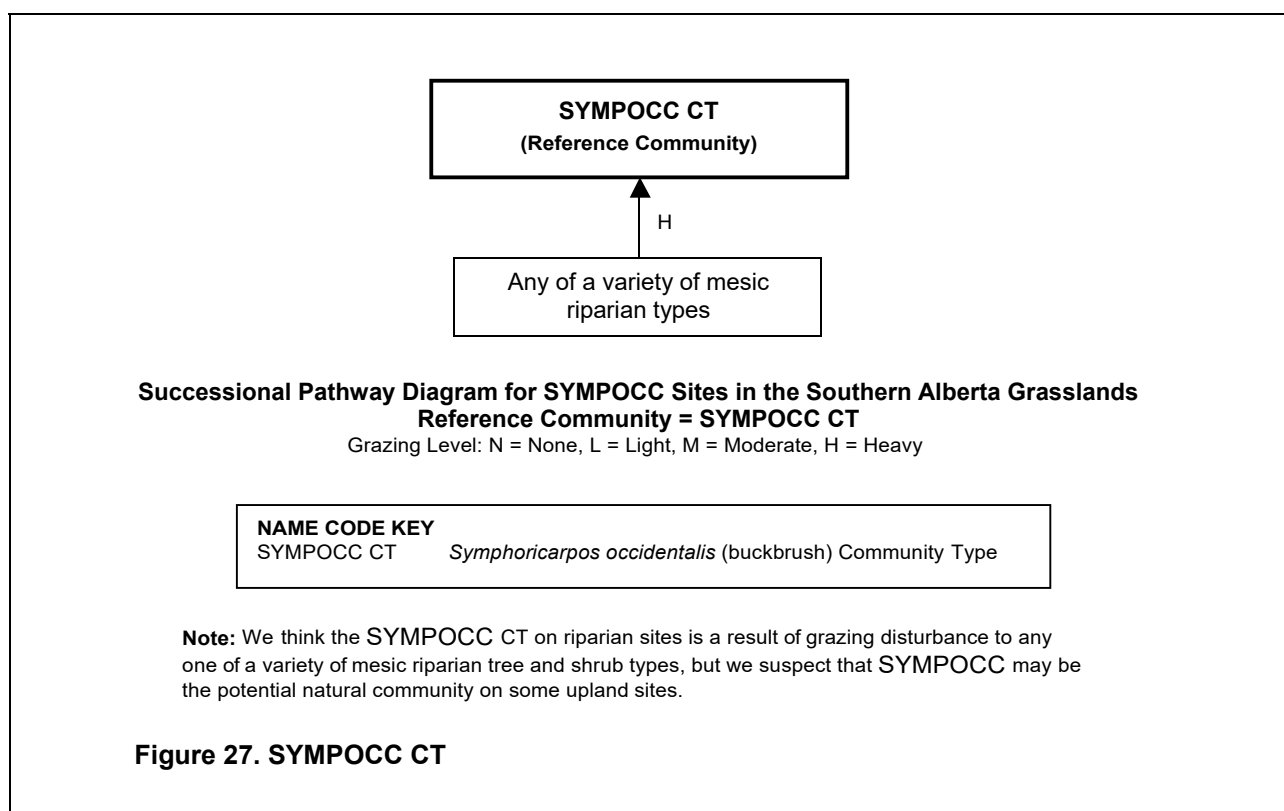 SYMPOCC CT
(Reference Community)
H
Any of a variety of mesic
riparian types
Successional Pathway Diagram for SYMPOCC Sites in the Southern Alberta Grasslands
Reference Community = SYMPOCC CT
Grazing Level: N = None, L = Light, M = Moderate, H = Heavy
NAME CODE KEY
SYMPOCC CT Symphoricarpos occidentalis (buckbrush) Community Type
Note: We think the SYMPOCC CT on riparian sites is a result of grazing disturbance to any
one of a variety of mesic riparian tree and shrub types, but we suspect that SYMPOCC may be
the potential natural community on some upland sites.
Figure 27. SYMPOCC CT